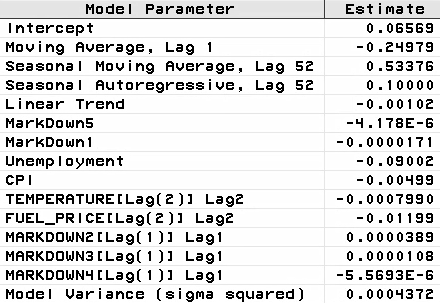 Model Parameter Estimate
Intercept 0.06569
Moving Average, Lag 1 -0.24979
Seasonal Moving Average, Lag 52 0.53376
Seasonal Autoregressive, Lag 52 0.10000
Linear Trend -0.00102
MarkDown5 -4.178E-6
MarkDown1 -0.0000171
Unemployment -0.09002
CPI -0.00499
TEMPERATURE[Lag(2)] Lag2 -0.0007990
FUEL_PRICE[Lag(2)] Lag2 -0.01199
MARKDOWN2[Lag(1)] Lag1 0.0000389
MARKDOWN3[Lag(1)] Lag1 0.0000108
MARKDOWN4[Lag(1)] Lag1 -5.5693E-6
Model Variance (sigma squared) 0.0004372